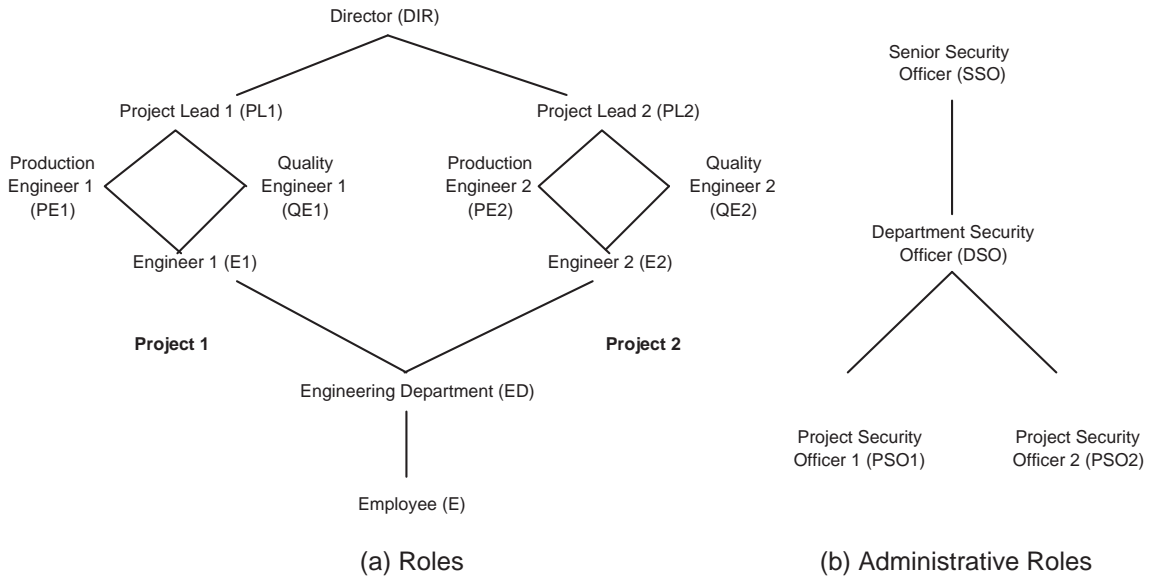 Director (DIR)
Project Lead 1 (PL1)
Project Lead 2 (PL2)
Production
Engineer 1
(PE1)
Quality
Engineer 1
(QE1)
Production
Engineer 2
(PE2)
Quality
Engineer 2
(QE2)
Engineer 1 (E1)
Engineer 2 (E2)
Project 1
Project 2
Engineering Department (ED)
Employee (E)
(a) Roles
Senior Security
Officer (SSO)
Department Security
Officer (DSO)
Project Security
Officer 1 (PSO1)
Project Security
Officer 2 (PSO2)
(b) Administrative Roles